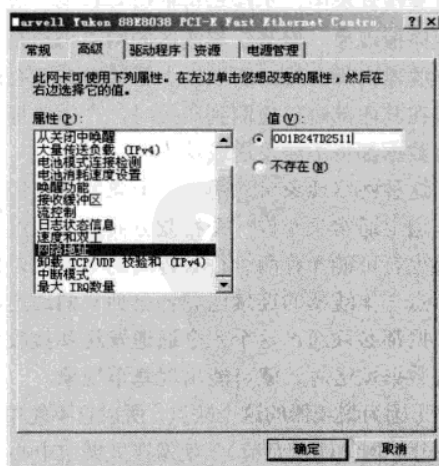 Marvell Yukon 88E8038 PCI-E Fast Ethernet Contro
常规 高级 驱动程序 资源 电源管理
此网卡可使用下列属性。在左边单击您想改变的属性，然后在
右边选择它的值。
属性(P): 值(V):
从关闭中唤醒
大量传送负载 (IPv4)
电池模式连接检测
电池消耗速度设置
唤醒功能
接收缓冲区
流控制
日志状态信息
速度和双工
网络地址
卸载 TCP/UDP 校验和 (IPv4)
中断模式
最大 IRQ数量
001B247D2511
不存在(N)
确定 取消